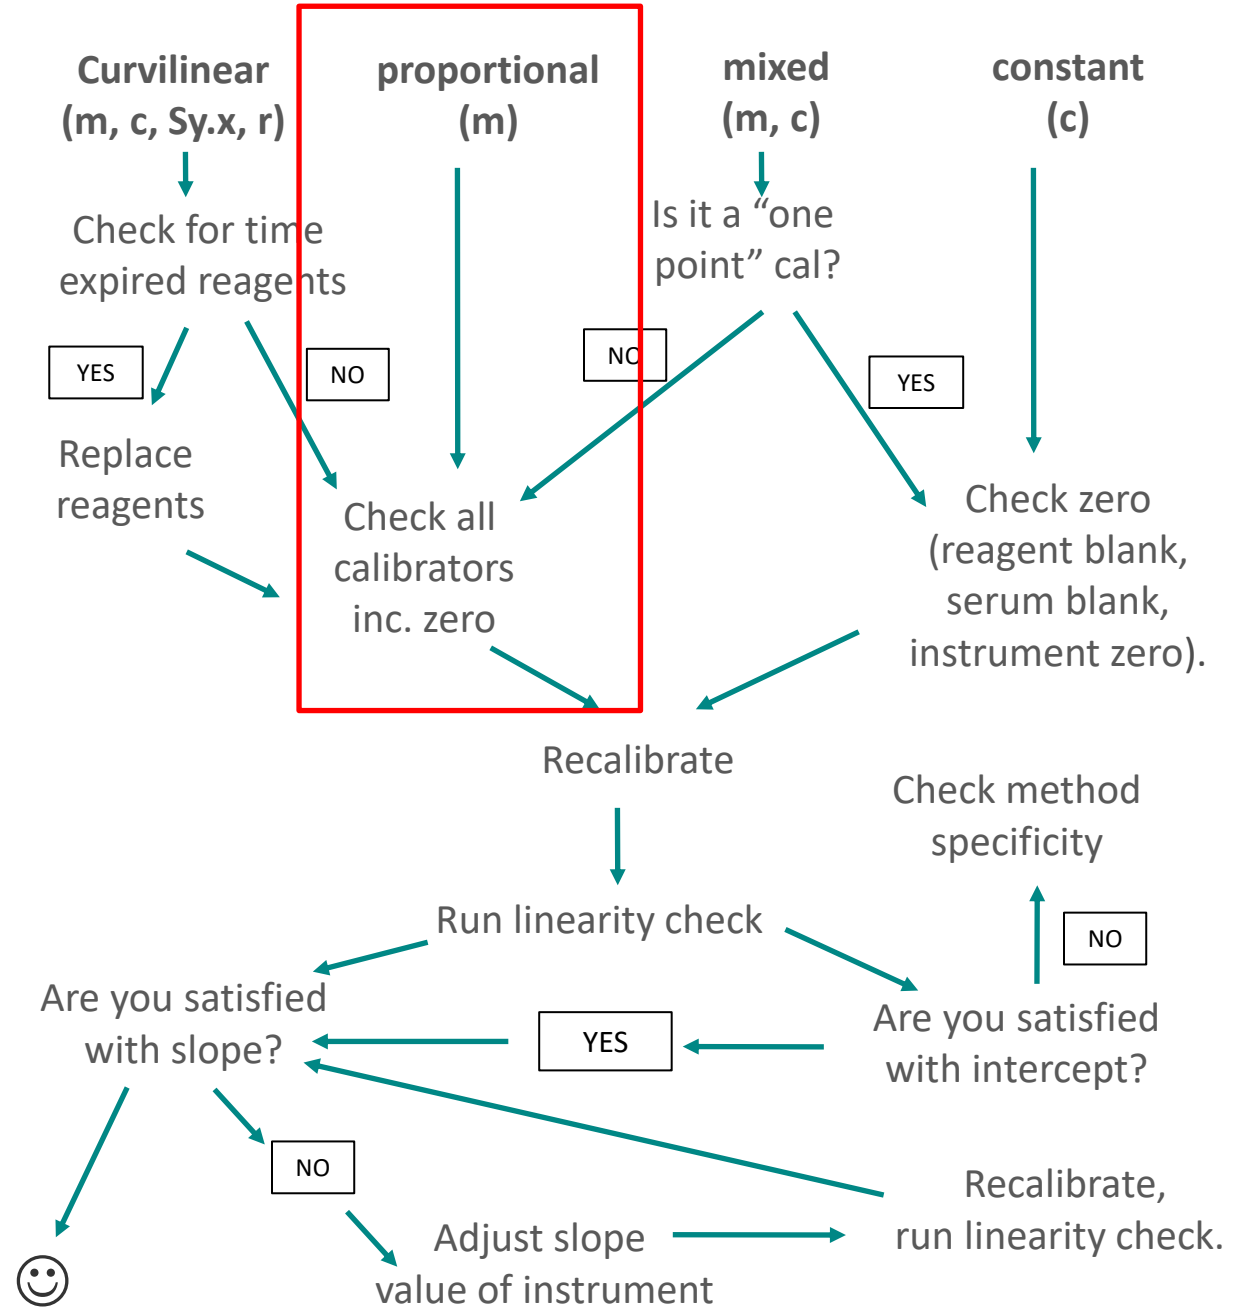 Curvilinear
(m, c, Sy.x, r)
proportional
(m)
mixed
(m, c)
constant
(c)
Check for time
expired reagents
Is it a “one
point” cal?
YES
NO
NO
YES
Replace
reagents
Check all
calibrators
inc. zero
Check zero
(reagent blank,
serum blank,
instrument zero).
Recalibrate
Check method
specificity
Run linearity check
NO
Are you satisfied
with slope?
YES
Are you satisfied
with intercept?
NO
Adjust slope
value of instrument
Recalibrate,
run linearity check.